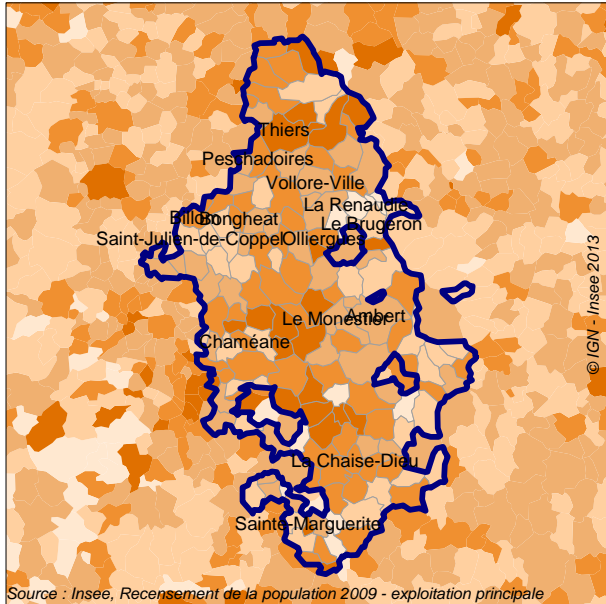 Thiers
Peschadoires
Vollore-Ville
La Renaudie
Le Brugeron
Billom
Bongheat
Saint-Julien-de-Coppel
Olliergues
Le Monestier
Ambert
Chaméane
La Chaise-Dieu
Sainte-Marguerite
© IGN - Insee 2013
Source : Insee, Recensement de la population 2009 - exploitation principale